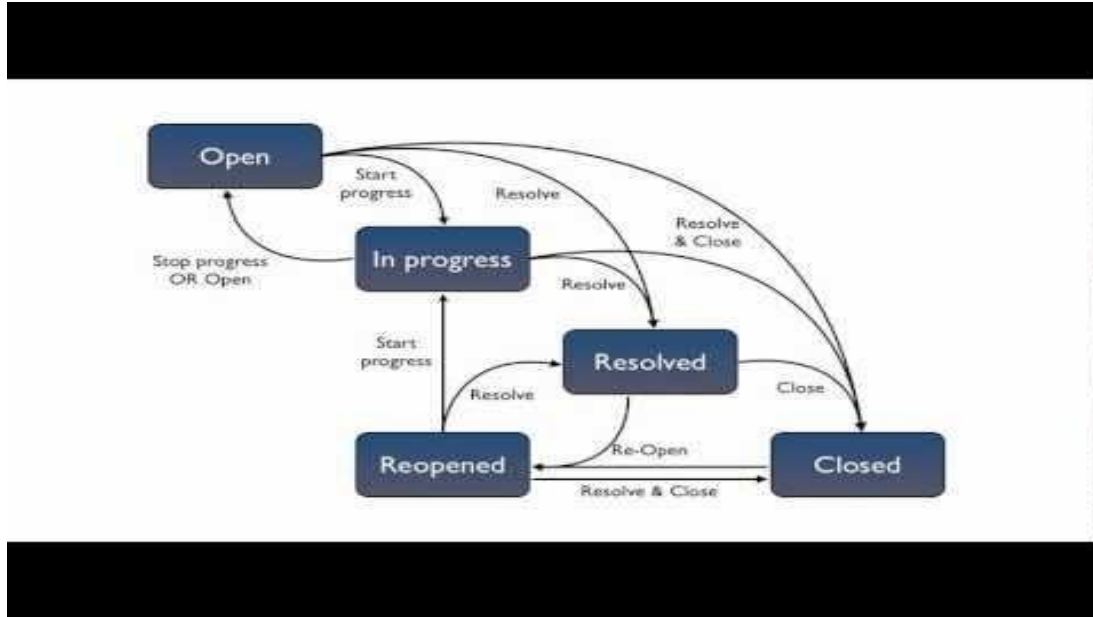 Open
Start
progress
Resolve
Resolve
& Close
In progress
Stop progress
OR Open
Resolve
Start
progress
Resolved
Resolve
Close
Reopened
Re-Open
Closed
Resolve & Close